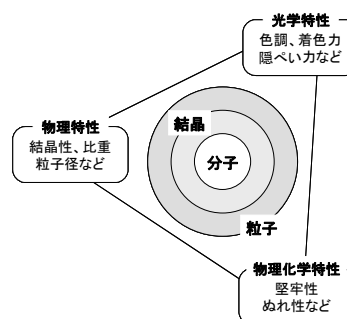 光学特性
色調、着色力
隠ぺい力など
物理特性
結晶性、比重
粒子径など
結晶
分子
粒子
物理化学特性
堅牢性
ぬれ性など